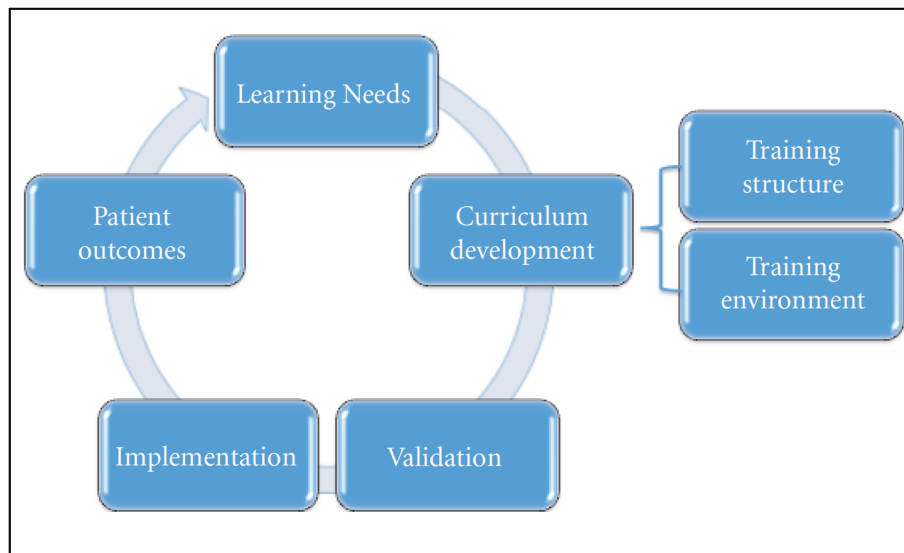 Learning Needs
Curriculum
development
Training
structure
Training
environment
Validation
Implementation
Patient
outcomes